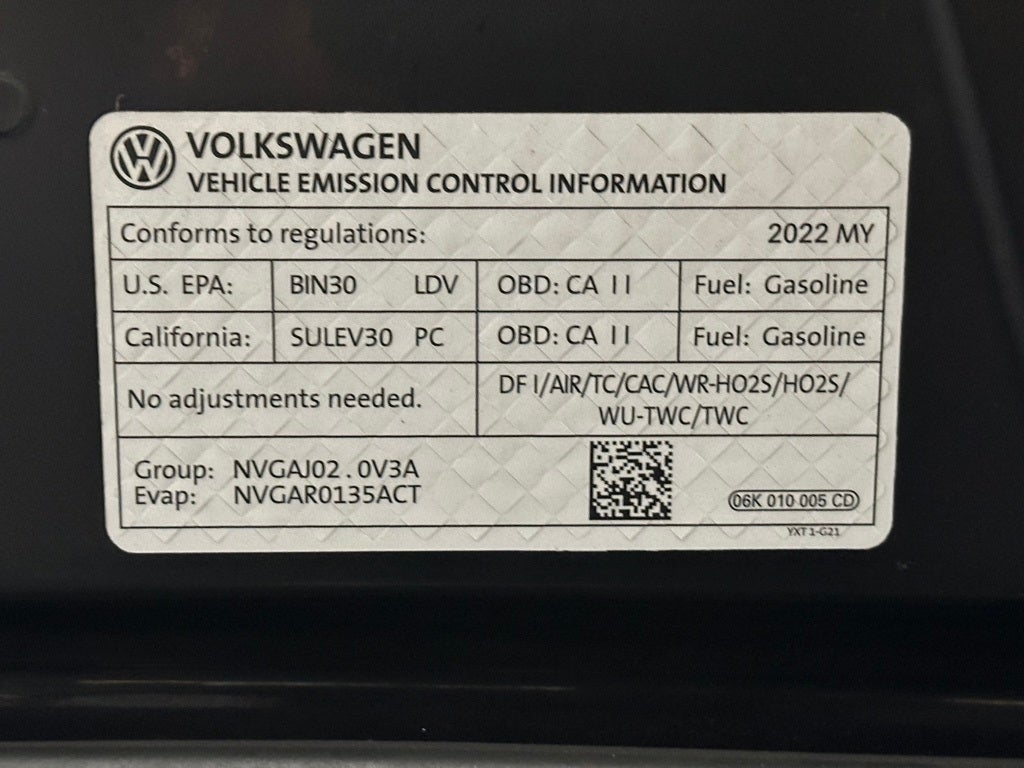 VOLKSWAGEN
VEHICLE EMISSION CONTROL INFORMATION
Conforms to regulations: 2022 MY
U.S. EPA: BIN30 LDV OBD: CA II Fuel: Gasoline
California: SULEV30 PC OBD: CA II Fuel: Gasoline
No adjustments needed.
DF I/AIR/TC/CAC/WR-HO2S/HO2S/
WU-TWC/TWC
Group: NVGAJ02.0V3A
Evap: NVGAR0135ACT
06K 010 005 CD
YXT 1-G21